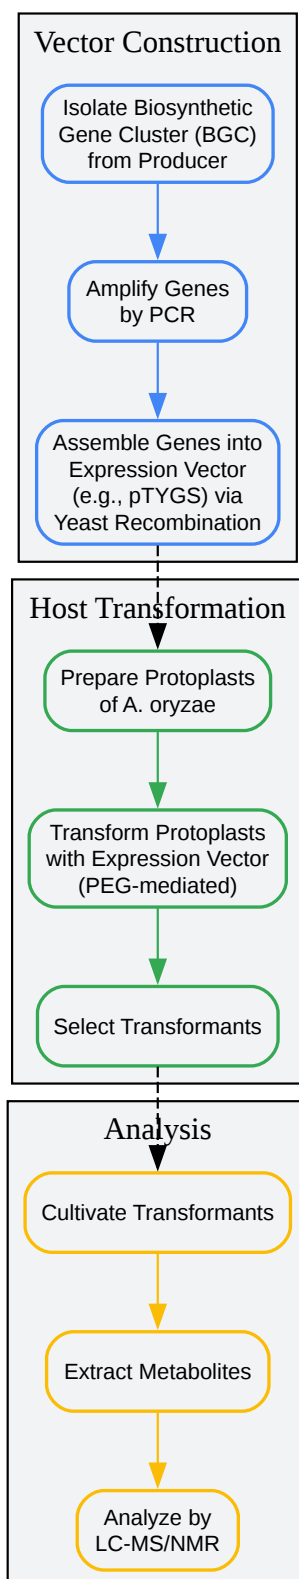 Vector Construction
Isolate Biosynthetic
Gene Cluster (BGC)
from Producer
Amplify Genes
by PCR
Assemble Genes into
Expression Vector
(e.g., pTYGS) via
Yeast Recombination
Host Transformation
Prepare Protoplasts
of A. oryzae
Transform Protoplasts
with Expression Vector
(PEG-mediated)
Select Transformants
Analysis
Cultivate Transformants
Extract Metabolites
Analyze by
LC-MS/NMR